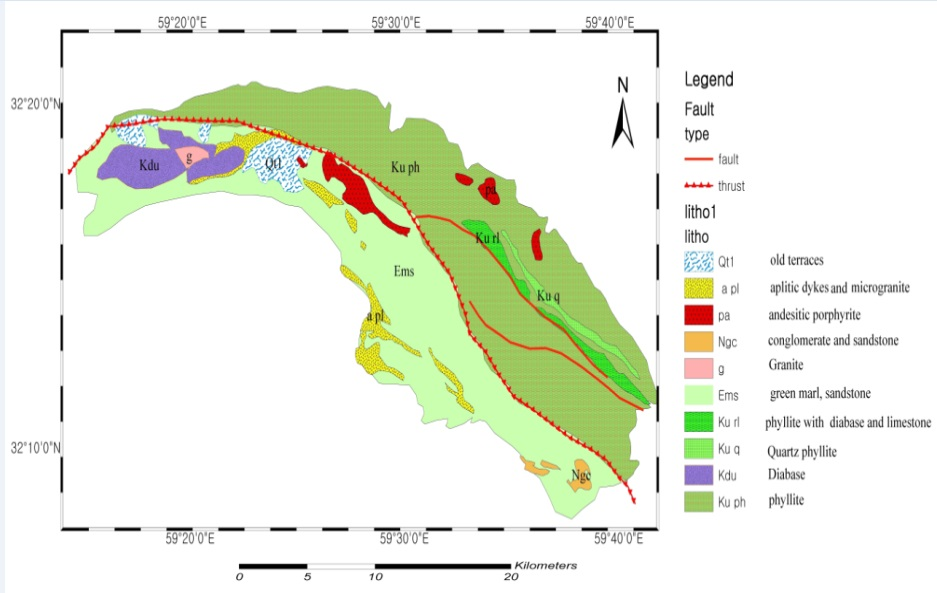 59°20'0"E 59°30'0"E 59°40'0"E
32°20'0"N
32°10'0"N
N
Kdu
g
Qt1
Ku ph
pa
Ku rl
Ku q
Ems
a pl
Ngc
59°20'0"E 59°30'0"E 59°40'0"E
Kilometers
0 5 10 20
Legend
Fault
type
fault
thrust
litho1
litho
Qt1 old terraces
a pl aplitic dykes and microgranite
pa andesitic porphyrite
Ngc conglomerate and sandstone
g Granite
Ems green marl, sandstone
Ku rl phyllite with diabase and limestone
Ku q Quartz phyllite
Kdu Diabase
Ku ph phyllite